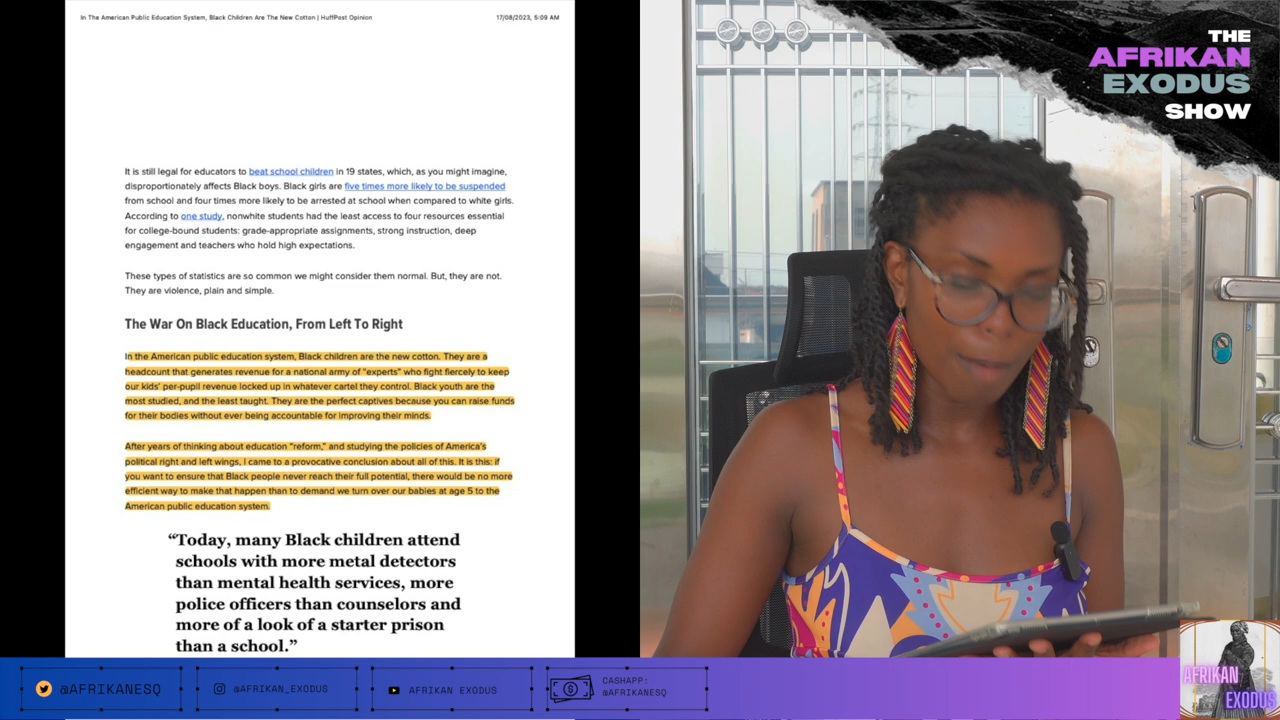 In The American Public Education System, Black Children Are The New Cotton | HuffPost Opinion
17/08/2023, 5:09 AM
It is still legal for educators to beat school children in 19 states, which, as you might imagine,
disproportionately affects Black boys. Black girls are five times more likely to be suspended
from school and four times more likely to be arrested at school when compared to white girls.
According to one study, nonwhite students had the least access to four resources essential
for college-bound students: grade-appropriate assignments, strong instruction, deep
engagement and teachers who hold high expectations.
These types of statistics are so common we might consider them normal. But, they are not.
They are violence, plain and simple.
The War On Black Education, From Left To Right
In the American public education system, Black children are the new cotton. They are a
headcount that generates revenue for a national army of "experts" who fight fiercely to keep
our kids' per-pupil revenue locked up in whatever cartel they control. Black youth are the
most studied, and the least taught. They are the perfect captives because you can raise funds
for their bodies without ever being accountable for improving their minds.
After years of thinking about education "reform," and studying the policies of America's
political right and left wings, I came to a provocative conclusion about all of this. It is this: if
you want to ensure that Black people never reach their full potential, there would be no more
efficient way to make that happen than to demand we turn over our babies at age 5 to the
American public education system.
“Today, many Black children attend
schools with more metal detectors
than mental health services, more
police officers than counselors and
more of a look of a starter prison
than a school.”
THE
AFRIKAN
EXODUS
SHOW
@AFRIKANESQ
@AFRIKAN_EXODUS
AFRIKAN EXODUS
CASHAPP:
@AFRIKANESQ
AFRIKAN
EXODUS